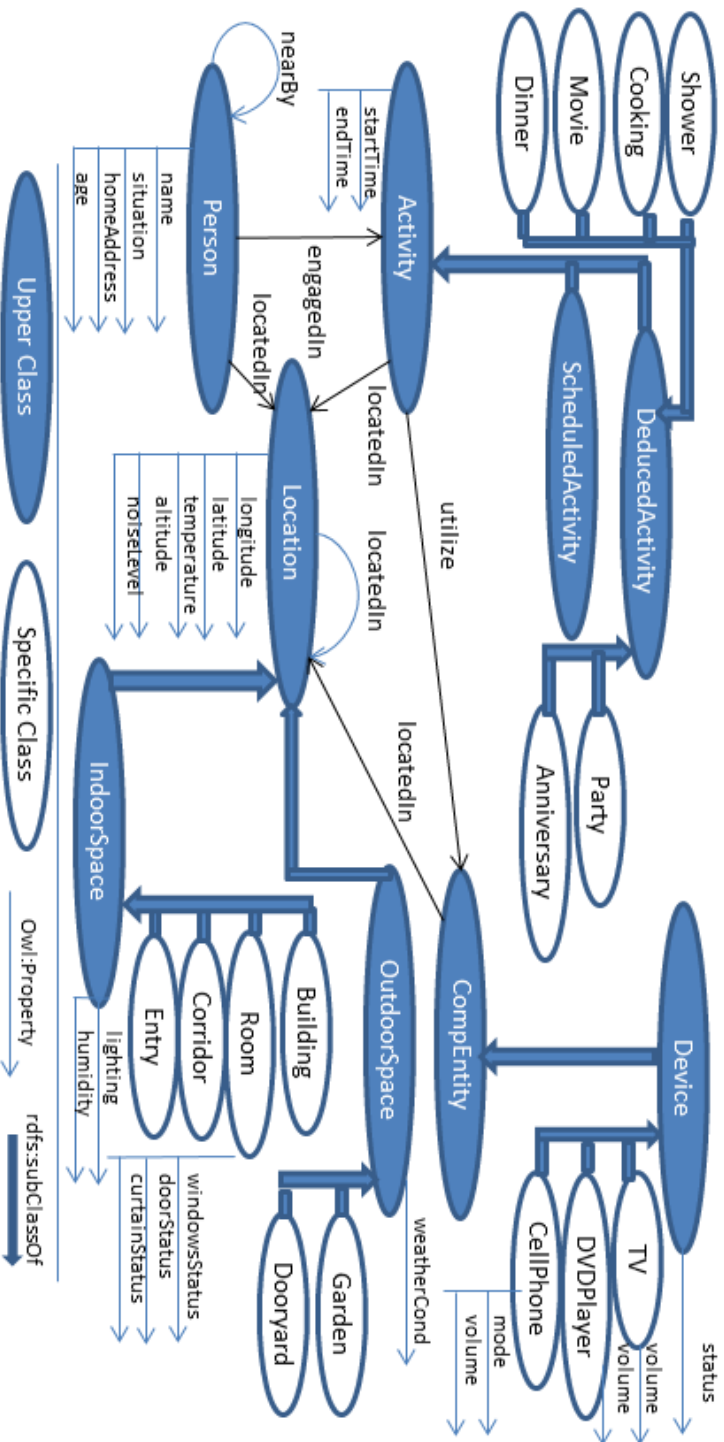 Shower
Cooking
Movie
Dinner
DeducedActivity
ScheduledActivity
Party
Anniversary
Device
status
TV
volume
DVDPlayer
volume
CellPhone
mode
volume
Activity
startTime
endTime
utilize
CompEntity
nearBy
engagedIn
locatedIn
locatedIn
locatedIn
locatedIn
Person
name
situation
homeAddress
age
Location
longitude
latitude
temperature
altitude
noiseLevel
OutdoorSpace
weatherCond
Garden
Dooryard
IndoorSpace
lighting
humidity
Building
Room
Corridor
Entry
windowsStatus
doorStatus
curtainStatus
Upper Class
Specific Class
Owl:Property
rdfs:subClassOf